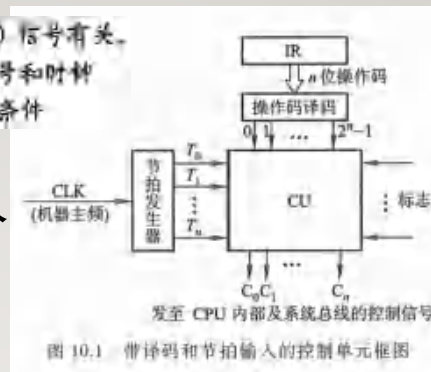 ）信号有关。
号和时钟
条件
IR
n位操作码
操作码译码
0 1 … 2ⁿ-1
节拍发生器
T₀
T₁
⋮
Tₙ
CLK
(机器主频)
CU
⋮ 标志
…
C₀C₁ Cₙ
发至 CPU 内部及系统总线的控制信号
图 10.1 带译码和节拍输入的控制单元框图